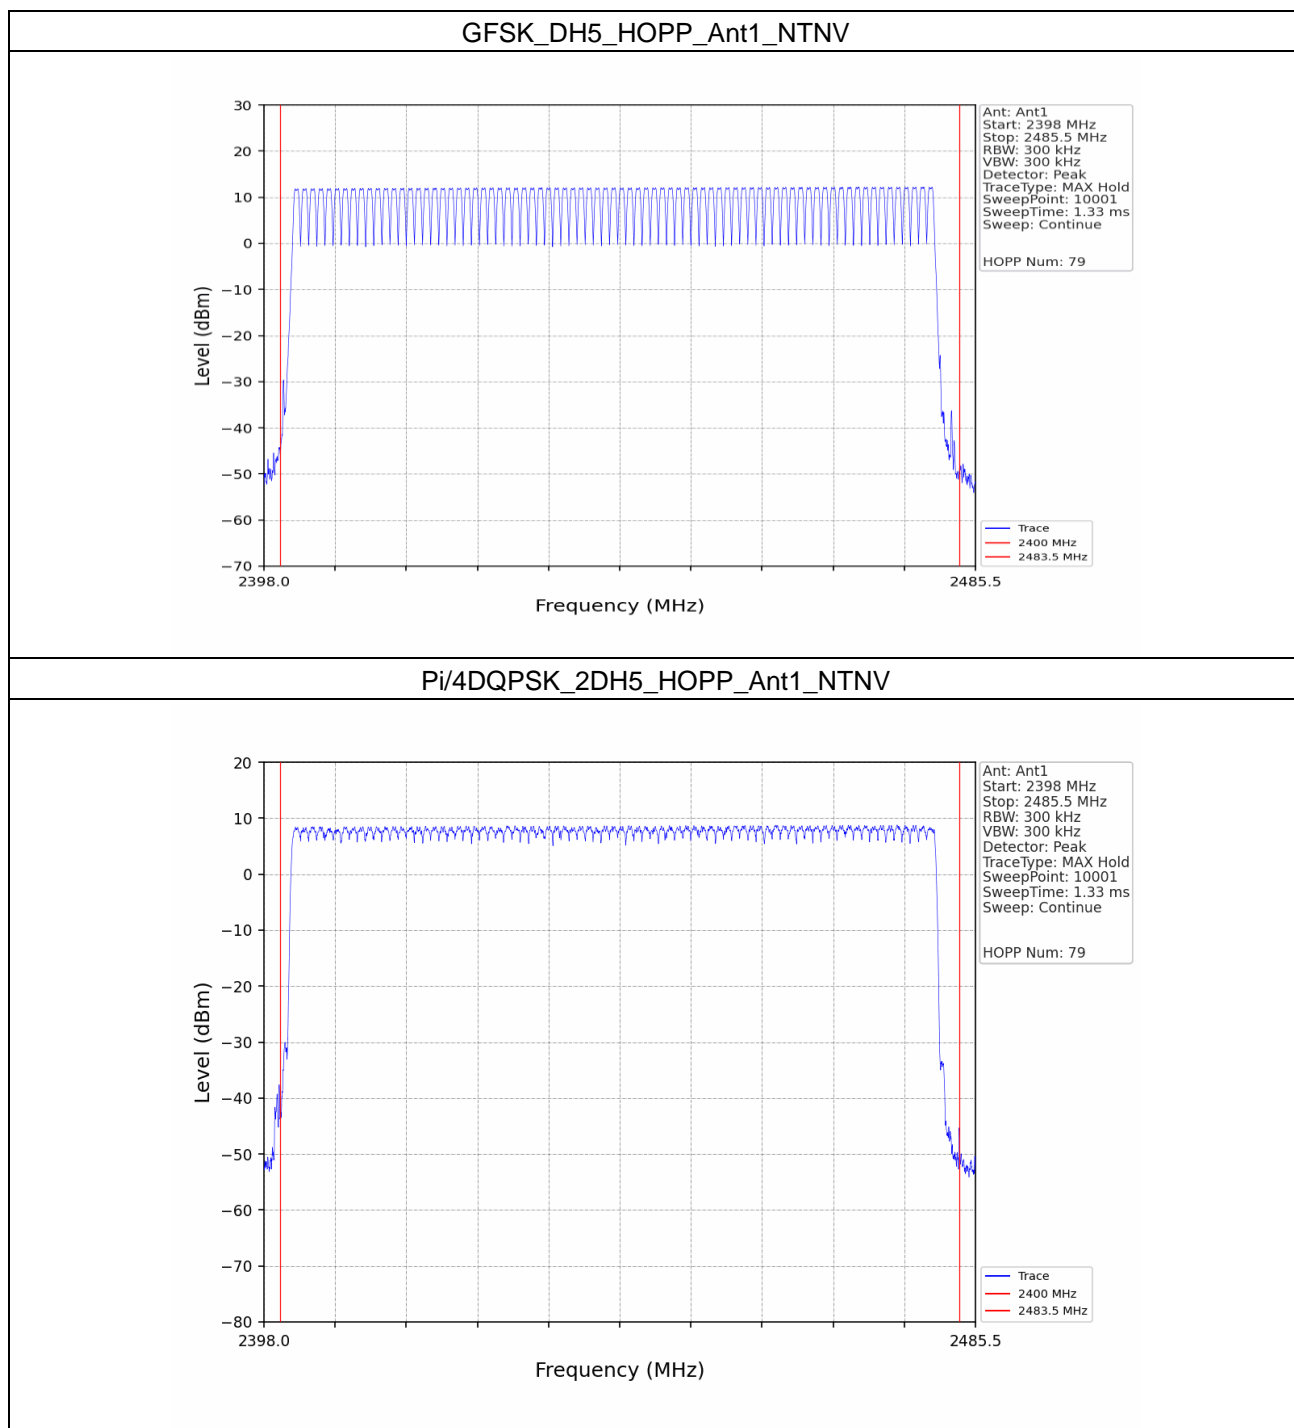 GFSK_DH5_HOPP_Ant1_NTNV
30
20
10
0
−10
−20
−30
−40
−50
−60
−70
Level (dBm)
2398.0
2485.5
Frequency (MHz)
Ant: Ant1
Start: 2398 MHz
Stop: 2485.5 MHz
RBW: 300 kHz
VBW: 300 kHz
Detector: Peak
TraceType: MAX Hold
SweepPoint: 10001
SweepTime: 1.33 ms
Sweep: Continue
HOPP Num: 79
Trace
2400 MHz
2483.5 MHz
Pi/4DQPSK_2DH5_HOPP_Ant1_NTNV
20
10
0
−10
−20
−30
−40
−50
−60
−70
−80
Level (dBm)
2398.0
2485.5
Frequency (MHz)
Ant: Ant1
Start: 2398 MHz
Stop: 2485.5 MHz
RBW: 300 kHz
VBW: 300 kHz
Detector: Peak
TraceType: MAX Hold
SweepPoint: 10001
SweepTime: 1.33 ms
Sweep: Continue
HOPP Num: 79
Trace
2400 MHz
2483.5 MHz